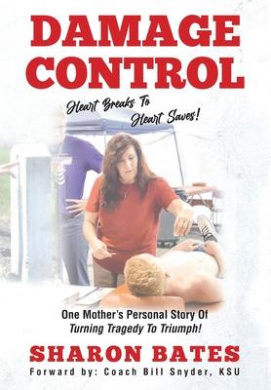 DAMAGE
CONTROL
Heart Breaks To
Heart Saves!
One Mother's Personal Story Of
Turning Tragedy To Triumph!
SHARON BATES
Forward by: Coach Bill Snyder, KSU